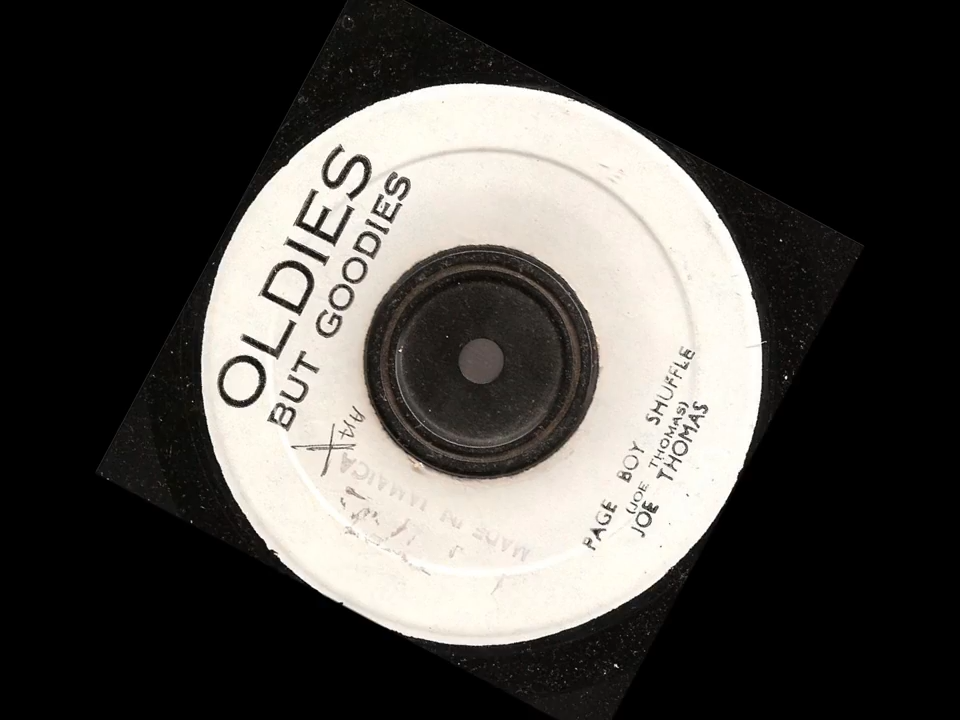 OLDIES
BUT GOODIES
MADE IN JAMAICA
PAGE BOY SHUFFLE
(JOE THOMAS)
JOE THOMAS